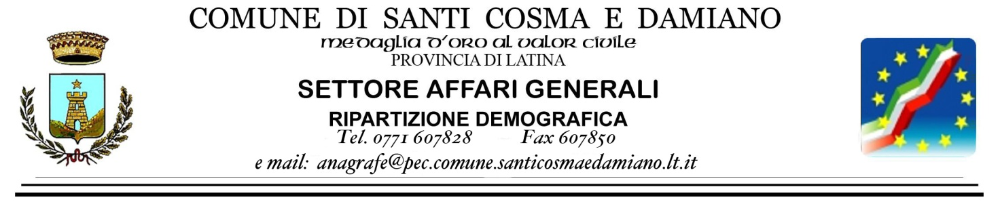 COMUNE DI SANTI COSMA E DAMIANO
medaglia d'oro al valor civile
PROVINCIA DI LATINA
SETTORE AFFARI GENERALI
RIPARTIZIONE DEMOGRAFICA
Tel. 0771 607828 Fax 607850
e mail: anagrafe@pec.comune.santicosmaedamiano.lt.it